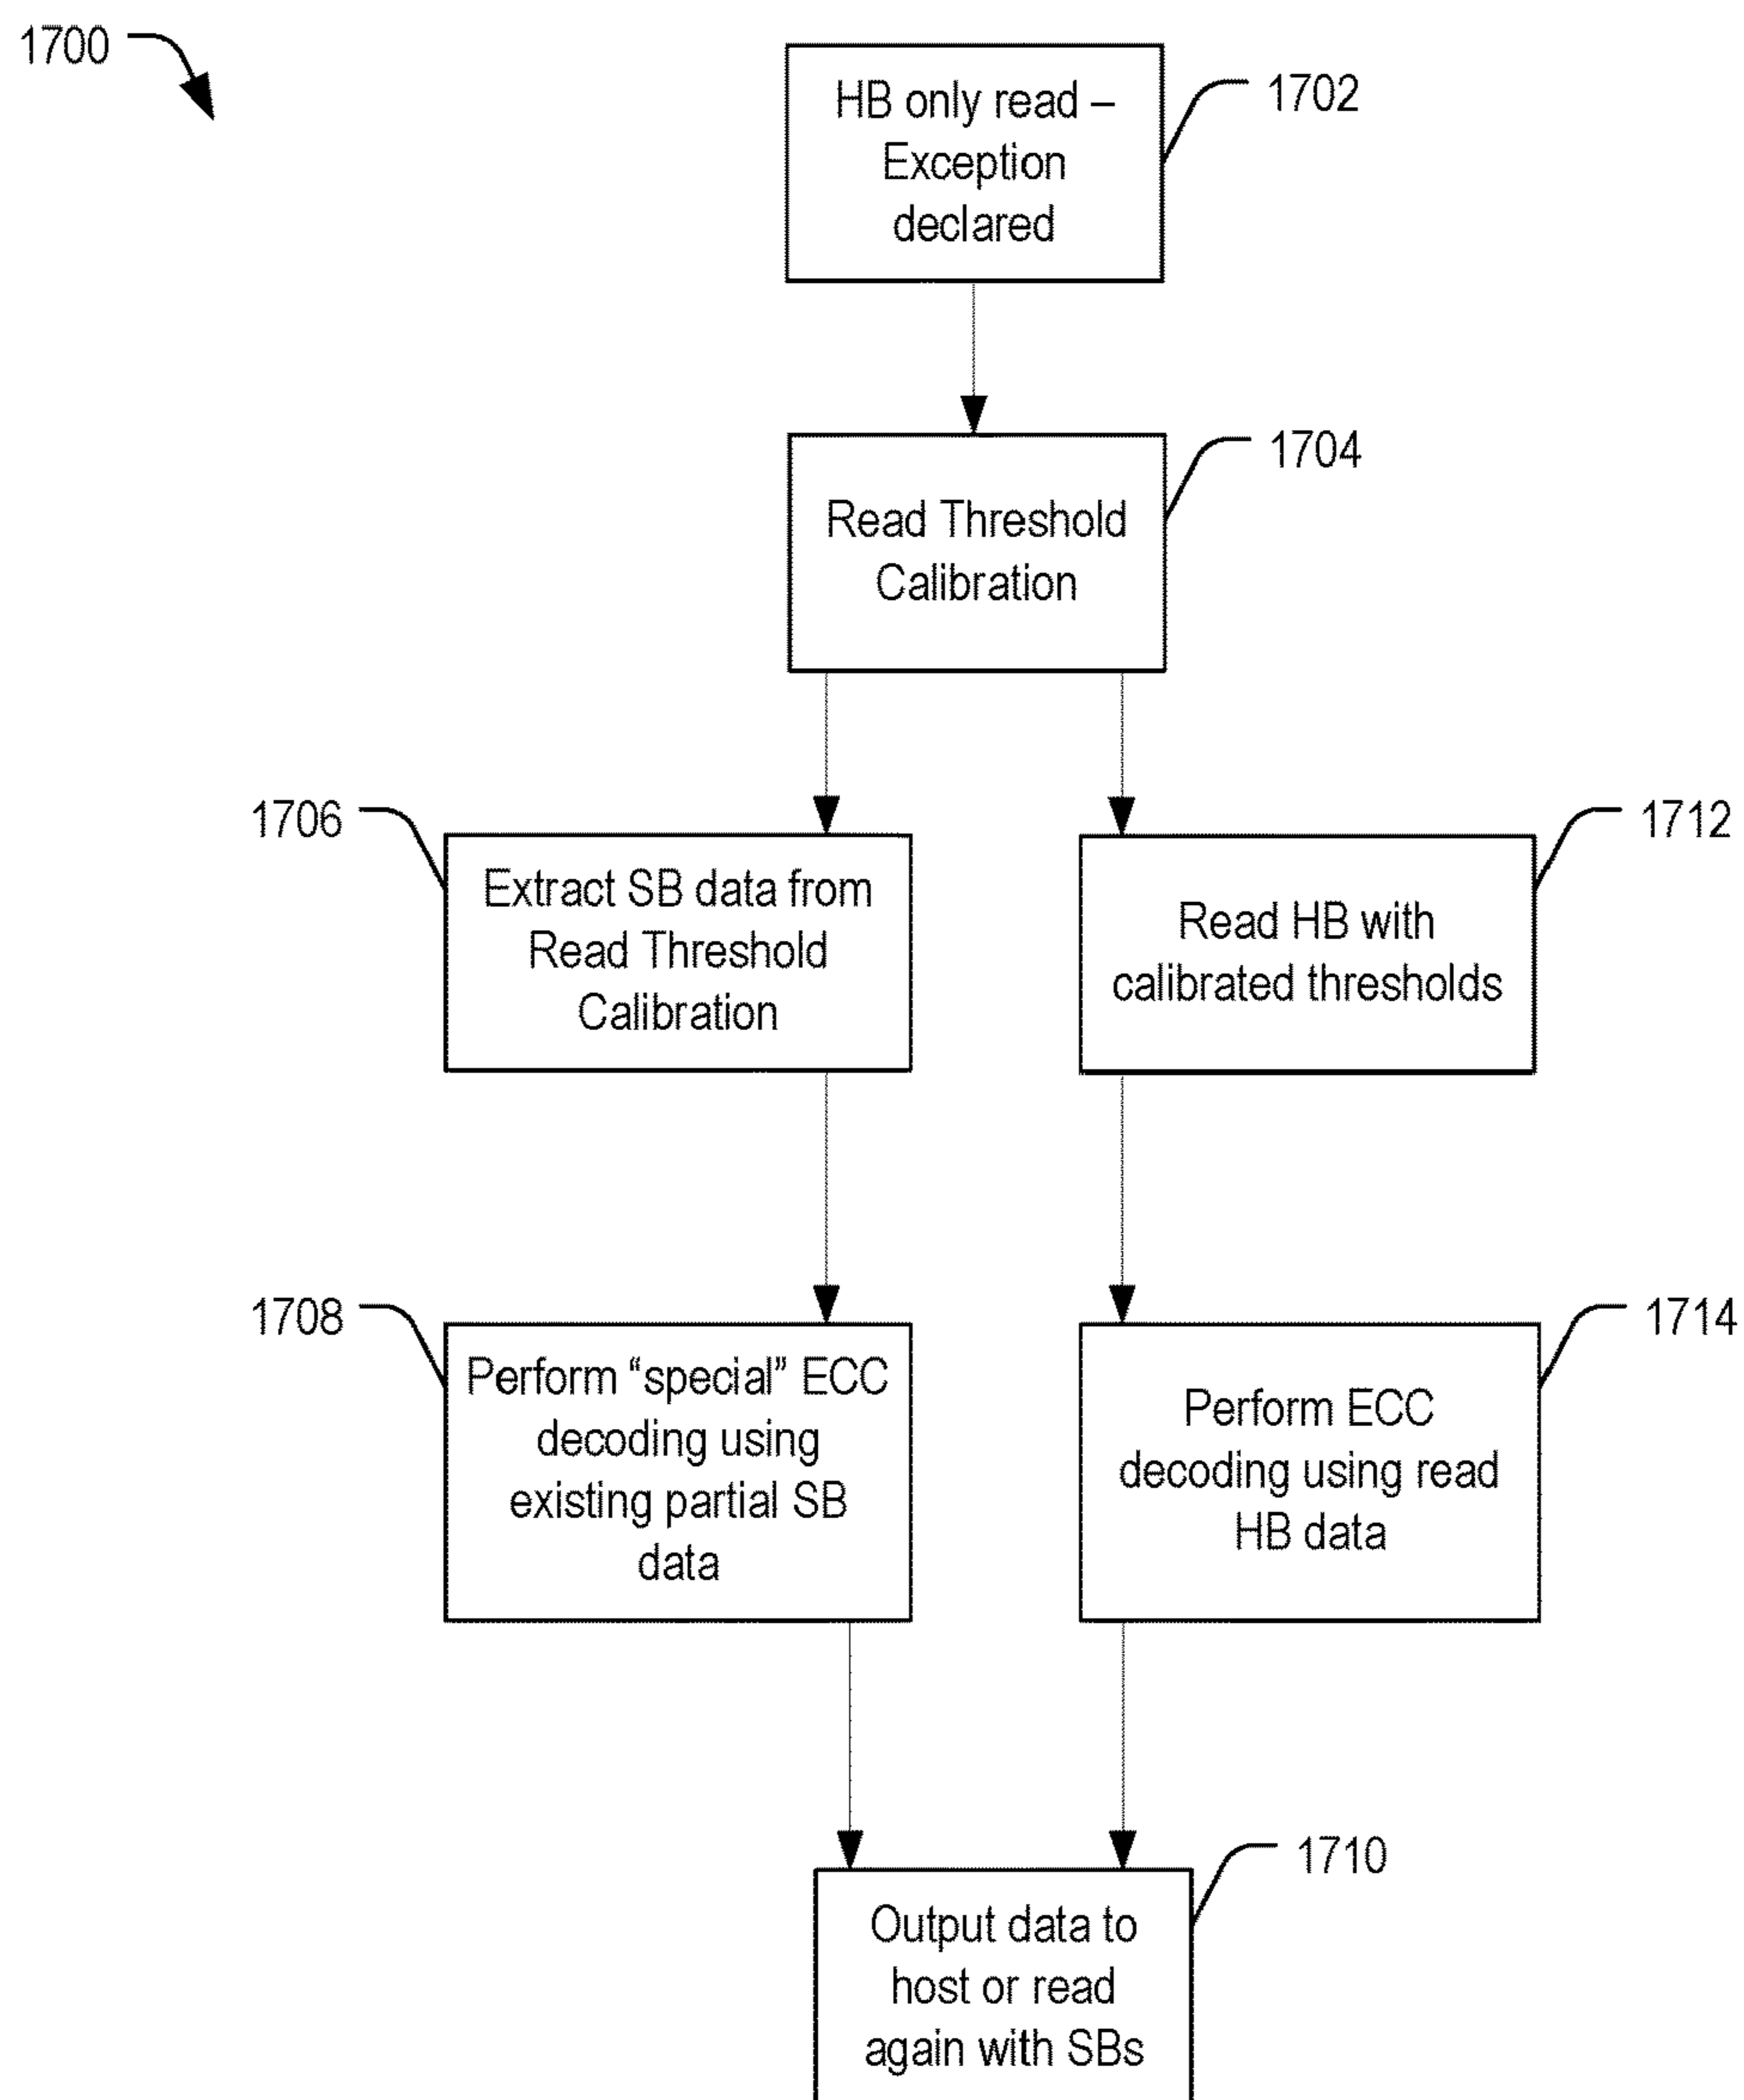 1700
HB only read –
Exception
declared
1702
Read Threshold
Calibration
1704
1706
Extract SB data from
Read Threshold
Calibration
Read HB with
calibrated thresholds
1712
1708
Perform “special” ECC
decoding using
existing partial SB
data
Perform ECC
decoding using read
HB data
1714
Output data to
host or read
again with SBs
1710